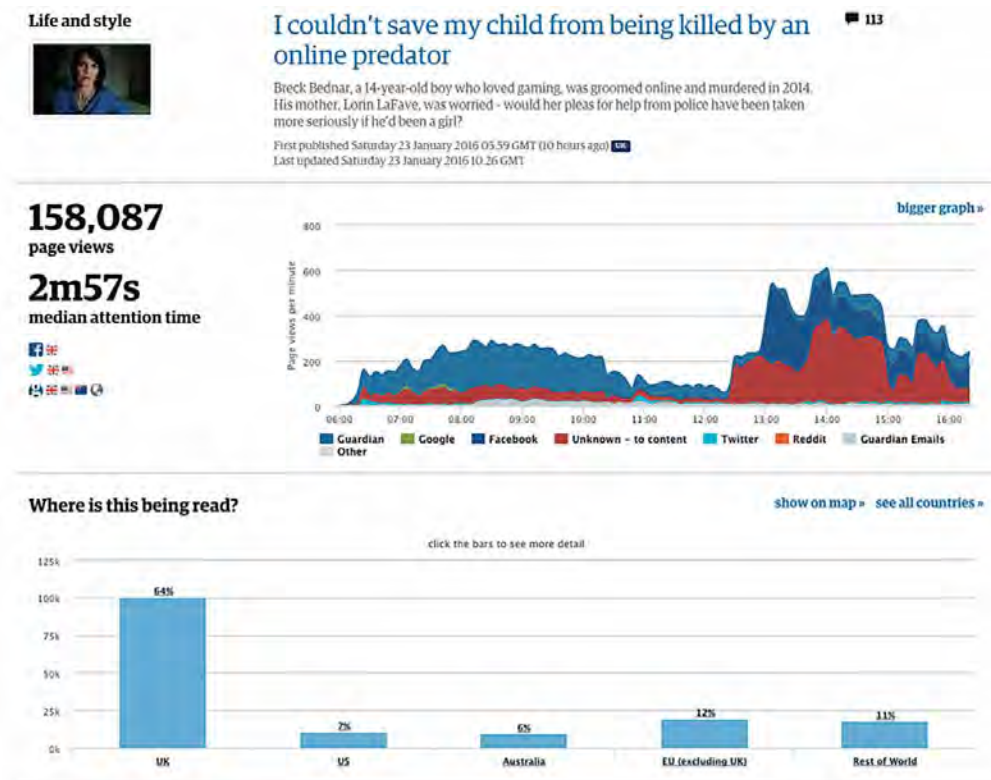 Life and style
I couldn't save my child from being killed by an
online predator
113
Breck Bednar, a 14-year-old boy who loved gaming, was groomed online and murdered in 2014.
His mother, Lorin LaFave, was worried - would her pleas for help from police have been taken
more seriously if he'd been a girl?
First published Saturday 23 January 2016 05.59 GMT (10 hours ago) UK
Last updated Saturday 23 January 2016 10.26 GMT
158,087
page views
2m57s
median attention time
bigger graph »
Page views per minute
800
600
400
200
0
06:00 07:00 08:00 09:00 10:00 11:00 12:00 13:00 14:00 15:00 16:00
Guardian Google Facebook Unknown - to content Twitter Reddit Guardian Emails
Other
Where is this being read?
show on map » see all countries »
click the bars to see more detail
125k
100k
75k
50k
25k
0k
64%
7%
6%
12%
11%
UK US Australia EU (excluding UK) Rest of World